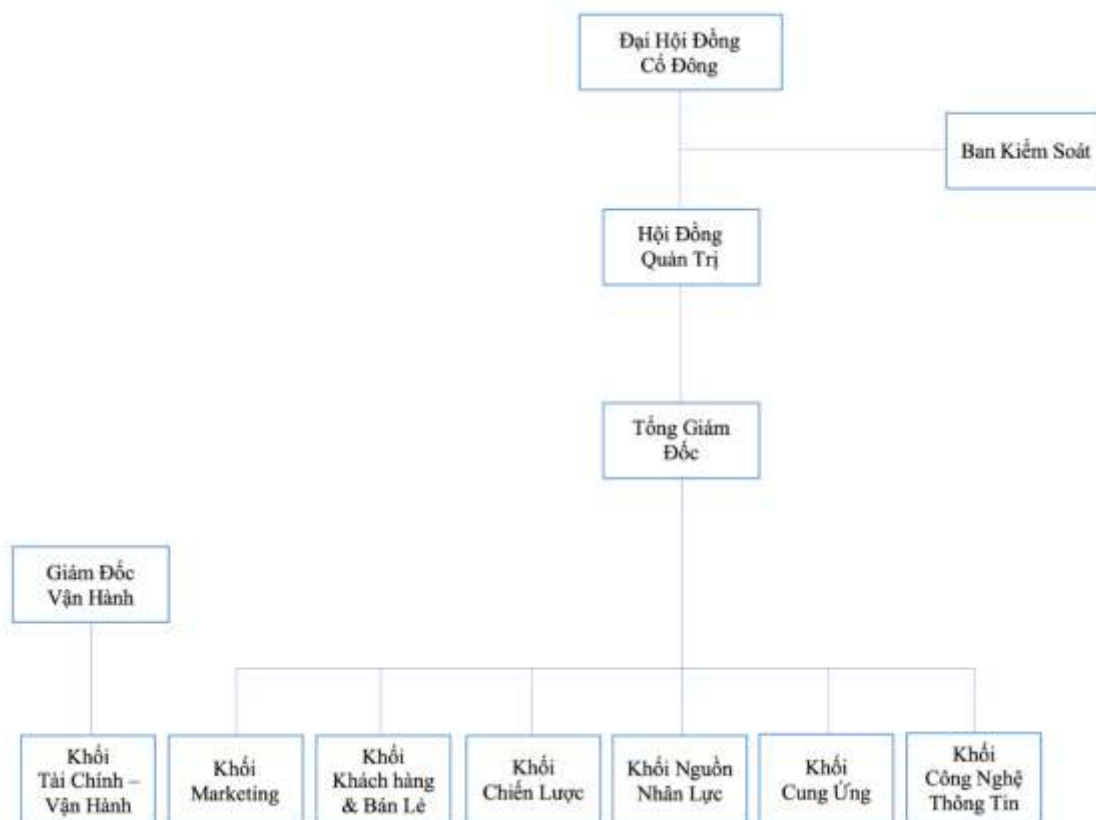 Đại Hội Đồng
Cổ Đông
Ban Kiểm Soát
Hội Đồng
Quản Trị
Tổng Giám
Đốc
Giám Đốc
Vận Hành
Khối
Tài Chính –
Vận Hành
Khối
Marketing
Khối
Khách hàng
& Bán Lẻ
Khối
Chiến Lược
Khối Nguồn
Nhân Lực
Khối
Cung Ứng
Khối
Công Nghệ
Thông Tin